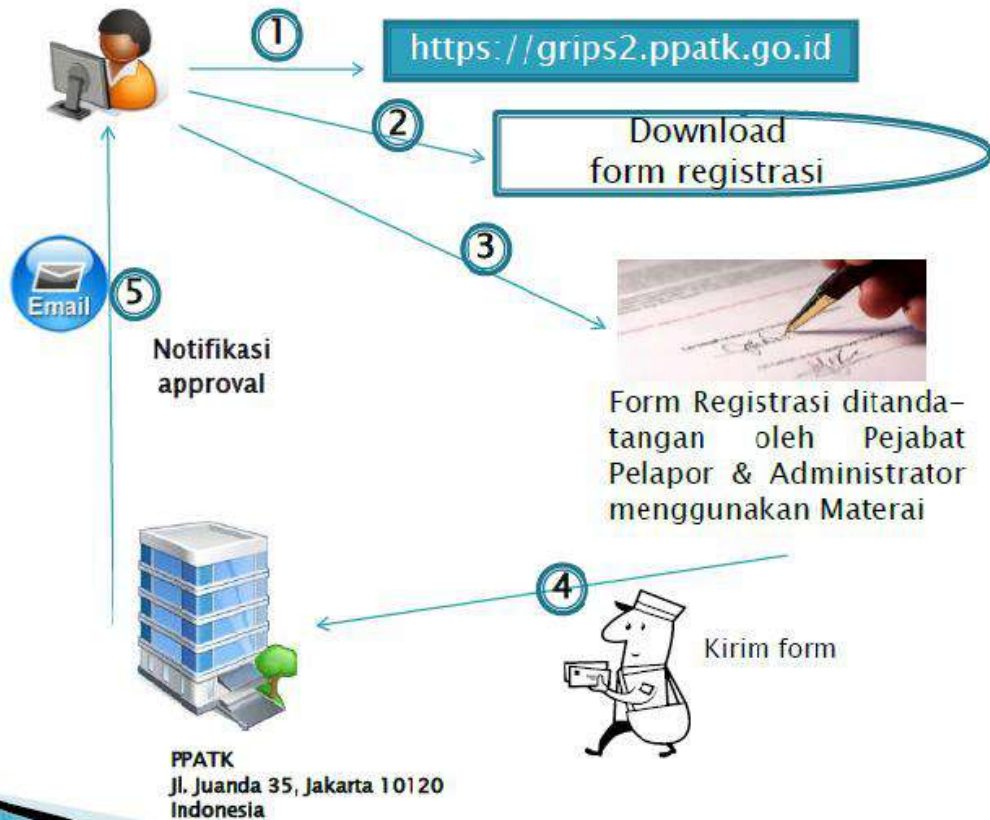 1
https://grips2.ppatk.go.id
2
Download
form registrasi
3
Form Registrasi ditanda-
tangan oleh Pejabat
Pelapor & Administrator
menggunakan Materai
4
Kirim form
PPATK
Jl. Juanda 35, Jakarta 10120
Indonesia
5
Email
Notifikasi
approval